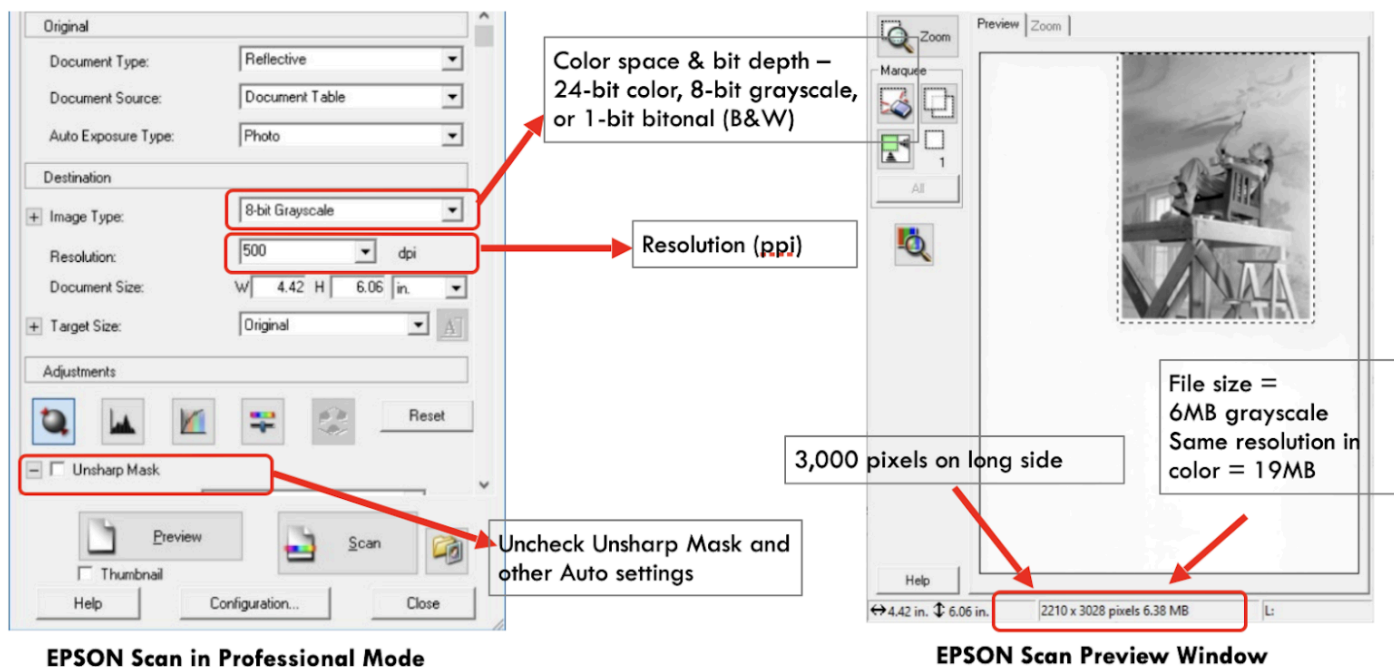 Original
Document Type: Reflective
Document Source: Document Table
Auto Exposure Type: Photo
Destination
Image Type: 8-bit Grayscale
Resolution: 500 dpi
Document Size: W 4.42 H 6.06 in.
Target Size: Original A
Adjustments
Reset
Unsharp Mask
Preview
Scan
Thumbnail
Help Configuration... Close
EPSON Scan in Professional Mode
Color space & bit depth –
24-bit color, 8-bit grayscale,
or 1-bit bitonal (B&W)
Resolution (ppi)
Uncheck Unsharp Mask and
other Auto settings
Zoom
Preview Zoom
Marquee
1
All
File size =
6MB grayscale
Same resolution in
color = 19MB
3,000 pixels on long side
Help
4.42 in. 6.06 in. 2210 x 3028 pixels 6.38 MB L:
EPSON Scan Preview Window